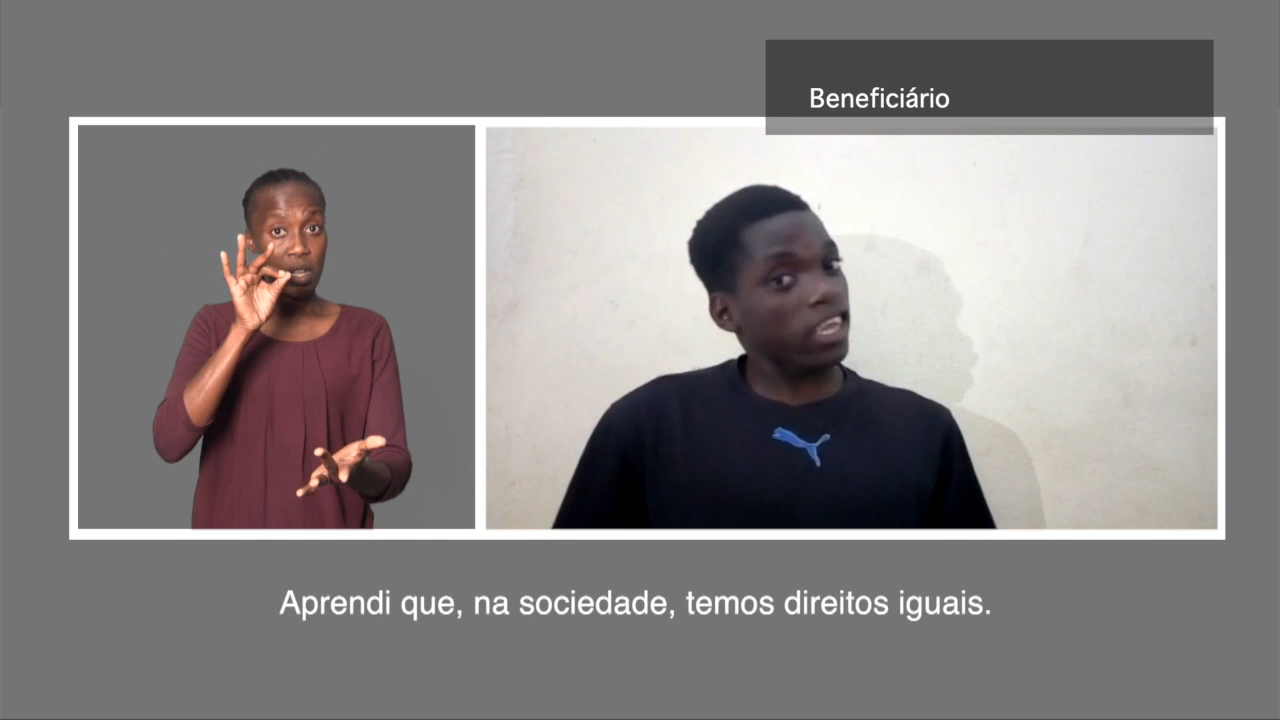 Beneficiário
Aprendi que, na sociedade, temos direitos iguais.